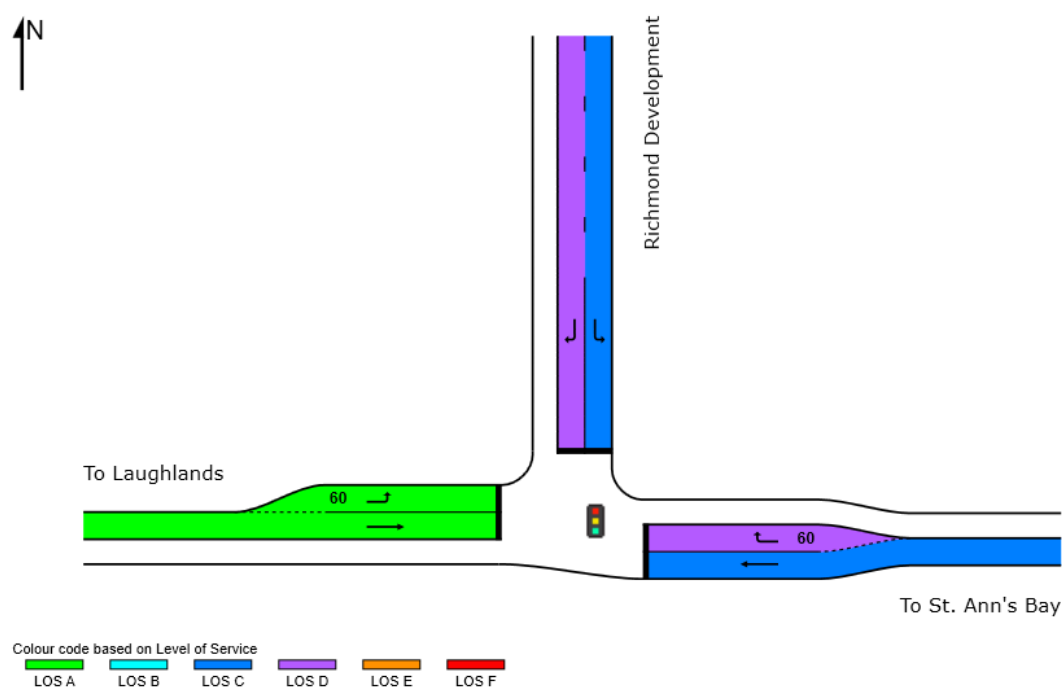 N
Richmond Development
To Laughlands
60
60
To St. Ann's Bay
Colour code based on Level of Service
LOS A LOS B LOS C LOS D LOS E LOS F